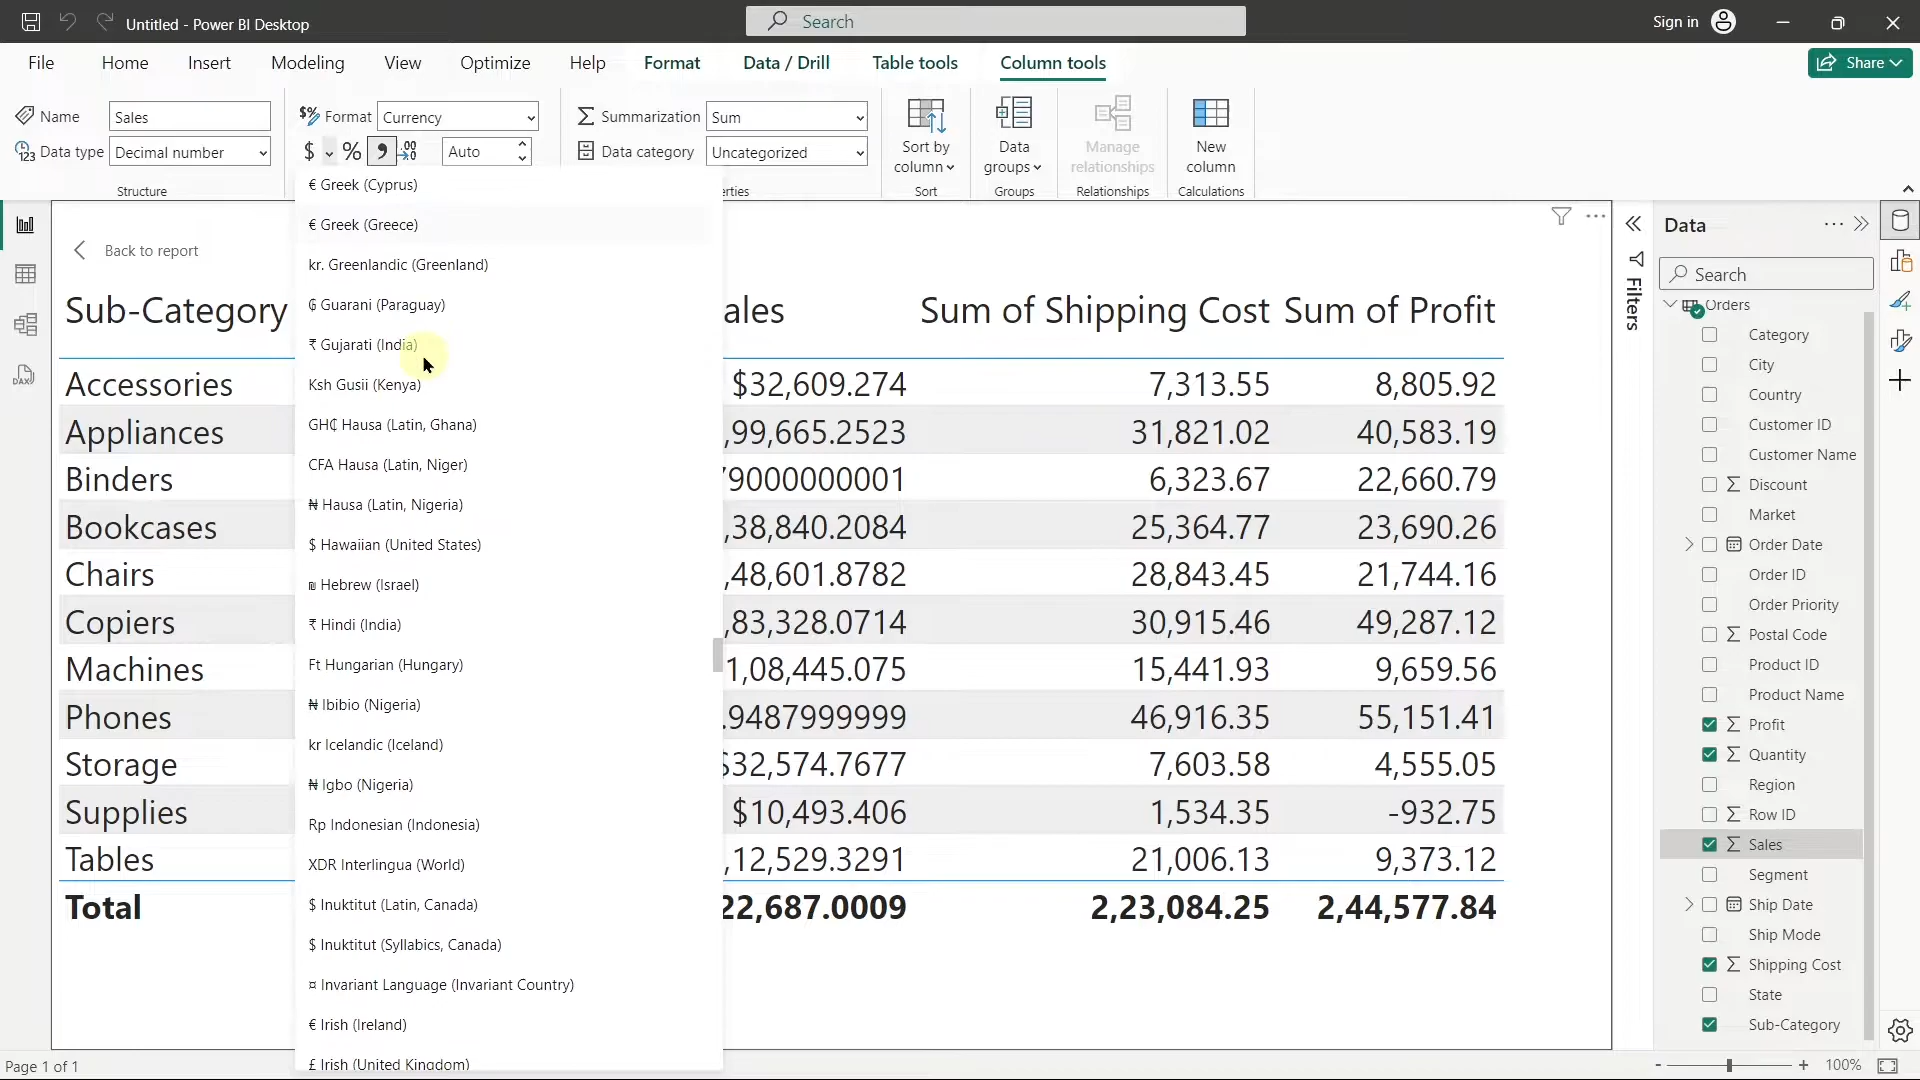 Untitled - Power BI Desktop
Search
Sign in
File Home Insert Modeling View Optimize Help Format Data / Drill Table tools Column tools
Share
Name Sales
Data type Decimal number
Structure
Format Currency
$ % Auto
Summarization Sum
Data category Uncategorized
erties
Sort by column
Sort
Data groups
Groups
Manage relationships
Relationships
New column
Calculations
Back to report
Sub-Category ales Sum of Shipping Cost Sum of Profit
Accessories $32,609.274 7,313.55 8,805.92
Appliances ,99,665.2523 31,821.02 40,583.19
Binders 79000000001 6,323.67 22,660.79
Bookcases ,38,840.2084 25,364.77 23,690.26
Chairs ,48,601.8782 28,843.45 21,744.16
Copiers ,83,328.0714 30,915.46 49,287.12
Machines 1,08,445.075 15,441.93 9,659.56
Phones .9487999999 46,916.35 55,151.41
Storage $32,574.7677 7,603.58 4,555.05
Supplies $10,493.406 1,534.35 -932.75
Tables ,12,529.3291 21,006.13 9,373.12
Total 22,687.0009 2,23,084.25 2,44,577.84
€ Greek (Cyprus)
€ Greek (Greece)
kr. Greenlandic (Greenland)
₲ Guarani (Paraguay)
₹ Gujarati (India)
Ksh Gusii (Kenya)
GH₵ Hausa (Latin, Ghana)
CFA Hausa (Latin, Niger)
₦ Hausa (Latin, Nigeria)
$ Hawaiian (United States)
₪ Hebrew (Israel)
₹ Hindi (India)
Ft Hungarian (Hungary)
₦ Ibibio (Nigeria)
kr Icelandic (Iceland)
₦ Igbo (Nigeria)
Rp Indonesian (Indonesia)
XDR Interlingua (World)
$ Inuktitut (Latin, Canada)
$ Inuktitut (Syllabics, Canada)
¤ Invariant Language (Invariant Country)
€ Irish (Ireland)
£ Irish (United Kingdom)
Filters
Data
Search
Orders
Category
City
Country
Customer ID
Customer Name
Discount
Market
Order Date
Order ID
Order Priority
Postal Code
Product ID
Product Name
Profit
Quantity
Region
Row ID
Sales
Segment
Ship Date
Ship Mode
Shipping Cost
State
Sub-Category
DAX
Page 1 of 1
- + 100%